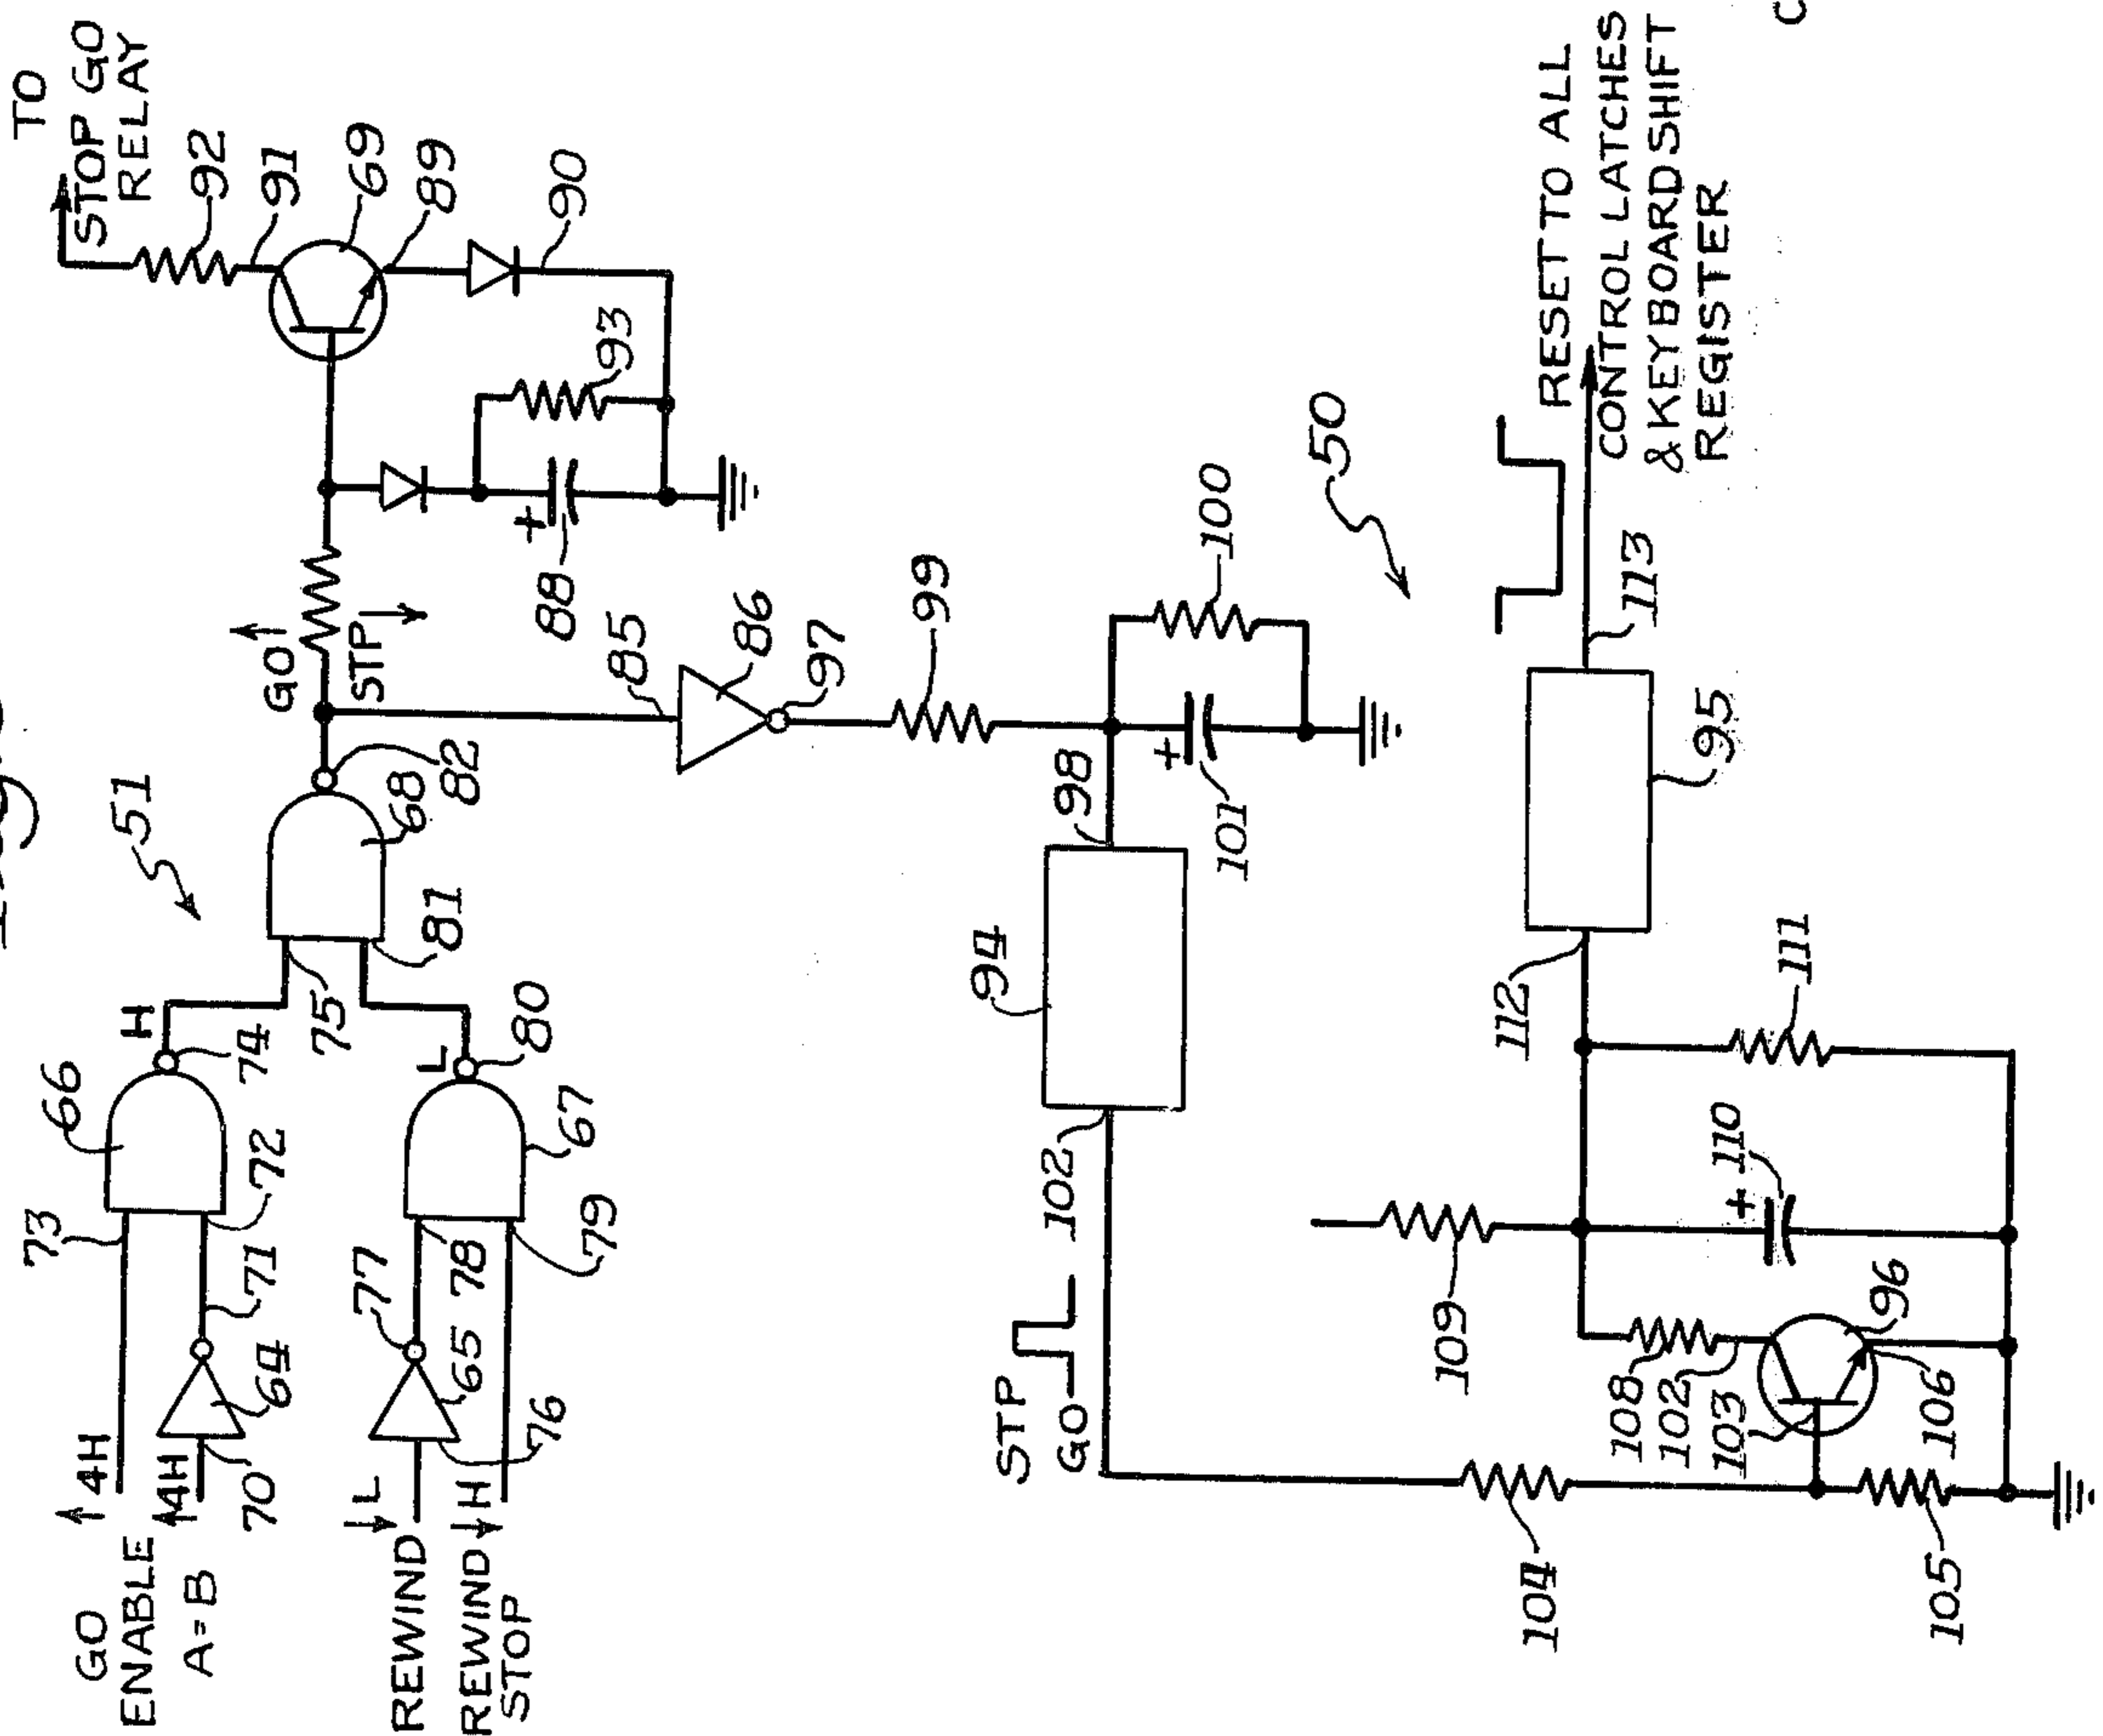 51
GO
ENABLE
A = B
4H
4H
73
66
H
74
70
64
71
72
75
REWIND
REWIND
STOP
L
H
77
65
76
78
79
67
L
80
81
68
82
GO
STP
85
86
97
88
+
93
TO
STOP GO
RELAY
92
91
69
89
90
99
100
101
+
98
94
102
50
STP
GO
104
105
109
108
102
103
106
96
110
+
111
112
95
113
RESET TO ALL
CONTROL LATCHES
& KEYBOARD SHIFT
REGISTER